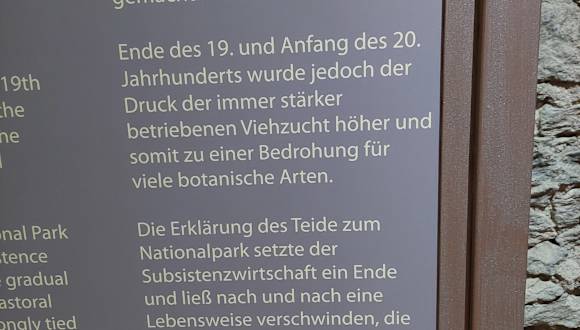 gemacht
Ende des 19. und Anfang des 20.
Jahrhunderts wurde jedoch der
Druck der immer stärker
betriebenen Viehzucht höher und
somit zu einer Bedrohung für
viele botanische Arten.
Die Erklärung des Teide zum
Nationalpark setzte der
Subsistenzwirtschaft ein Ende
und ließ nach und nach eine
Lebensweise verschwinden, die
19th
the
onal Park
stence
gradual
astoral
ongly tied